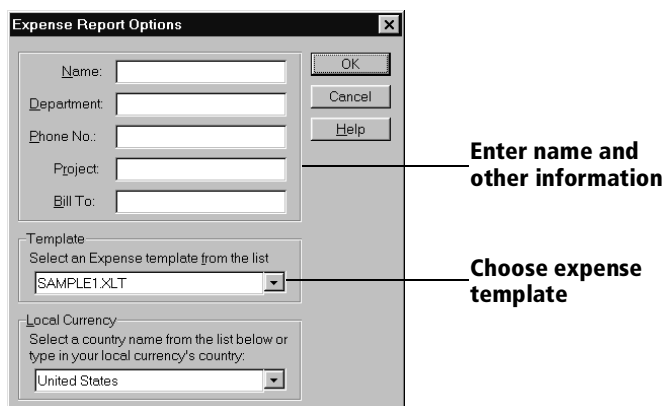 Expense Report Options
Name:
OK
Department:
Cancel
Phone No.:
Help
Project:
Bill To:
Enter name and
other information
Template
Select an Expense template from the list
SAMPLE1.XLT
Choose expense
template
Local Currency
Select a country name from the list below or
type in your local currency's country:
United States